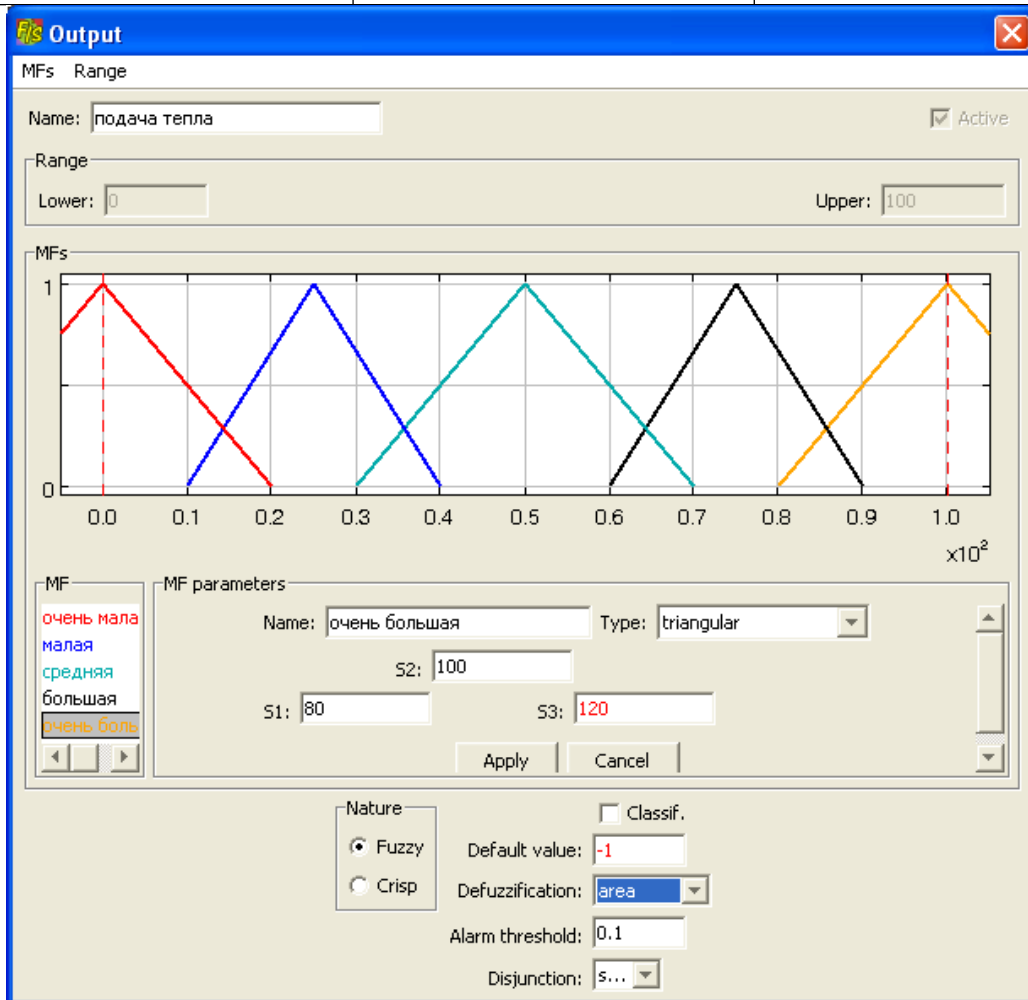 Output
MFs Range
Name: подача тепла Active
Range
Lower: 0 Upper: 100
MFs
1
0
0.0 0.1 0.2 0.3 0.4 0.5 0.6 0.7 0.8 0.9 1.0
x10²
MF
MF parameters
очень мала
малая
средняя
большая
очень боль
Name: очень большая Type: triangular
S2: 100
S1: 80 S3: 120
Apply Cancel
Nature
Fuzzy
Crisp
Classif.
Default value: -1
Defuzzification: area
Alarm threshold: 0.1
Disjunction: s...